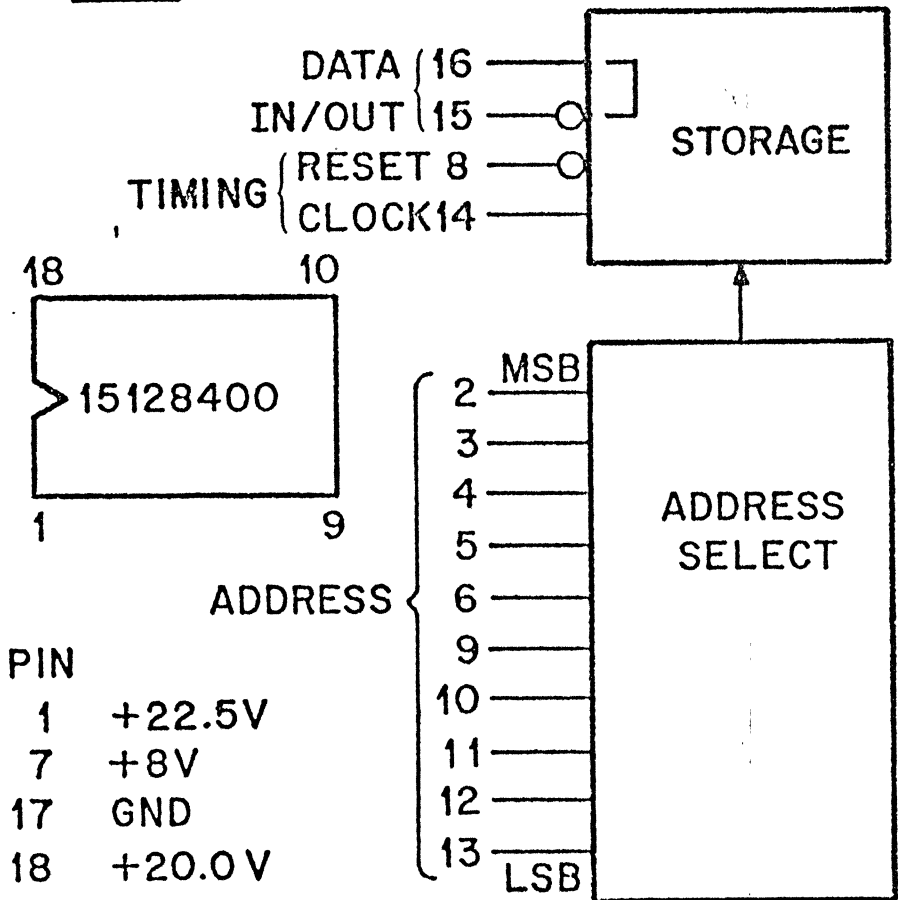 DATA 16
IN/OUT 15
STORAGE
TIMING
RESET 8
CLOCK 14
18 10
15128400
1 9
MSB
2
3
4
5
6
9
10
11
12
13
LSB
ADDRESS
ADDRESS
SELECT
PIN
1 +22.5V
7 +8V
17 GND
18 +20.0V